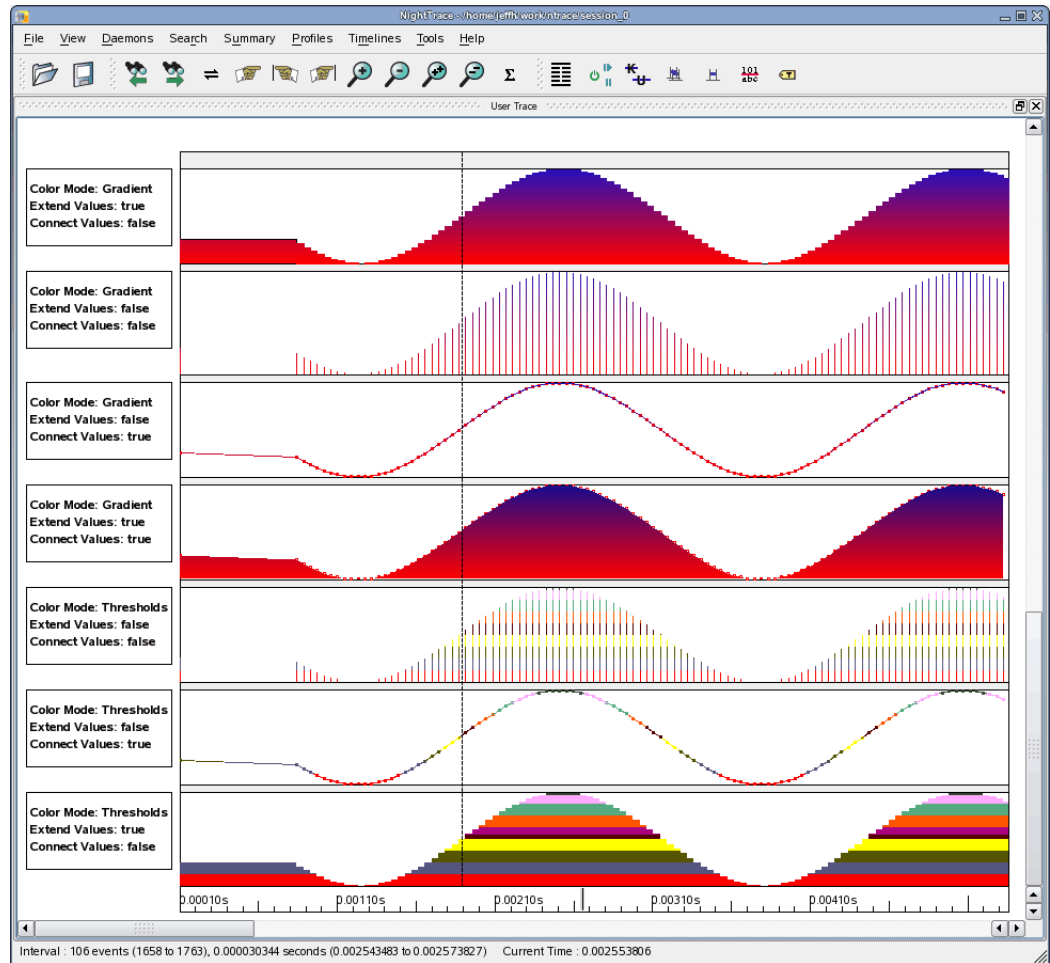 NightTrace - /home/jeffh/work/ntrace/session_0
File View Daemons Search Summary Profiles Timelines Tools Help
Σ
101
abc
User Trace
Color Mode: Gradient
Extend Values: true
Connect Values: false
Color Mode: Gradient
Extend Values: false
Connect Values: false
Color Mode: Gradient
Extend Values: false
Connect Values: true
Color Mode: Gradient
Extend Values: true
Connect Values: true
Color Mode: Thresholds
Extend Values: false
Connect Values: false
Color Mode: Thresholds
Extend Values: false
Connect Values: true
Color Mode: Thresholds
Extend Values: true
Connect Values: false
0.00010s 0.00110s 0.00210s 0.00310s 0.00410s
Interval : 106 events (1658 to 1763), 0.000030344 seconds (0.002543483 to 0.002573827) Current Time : 0.002553806